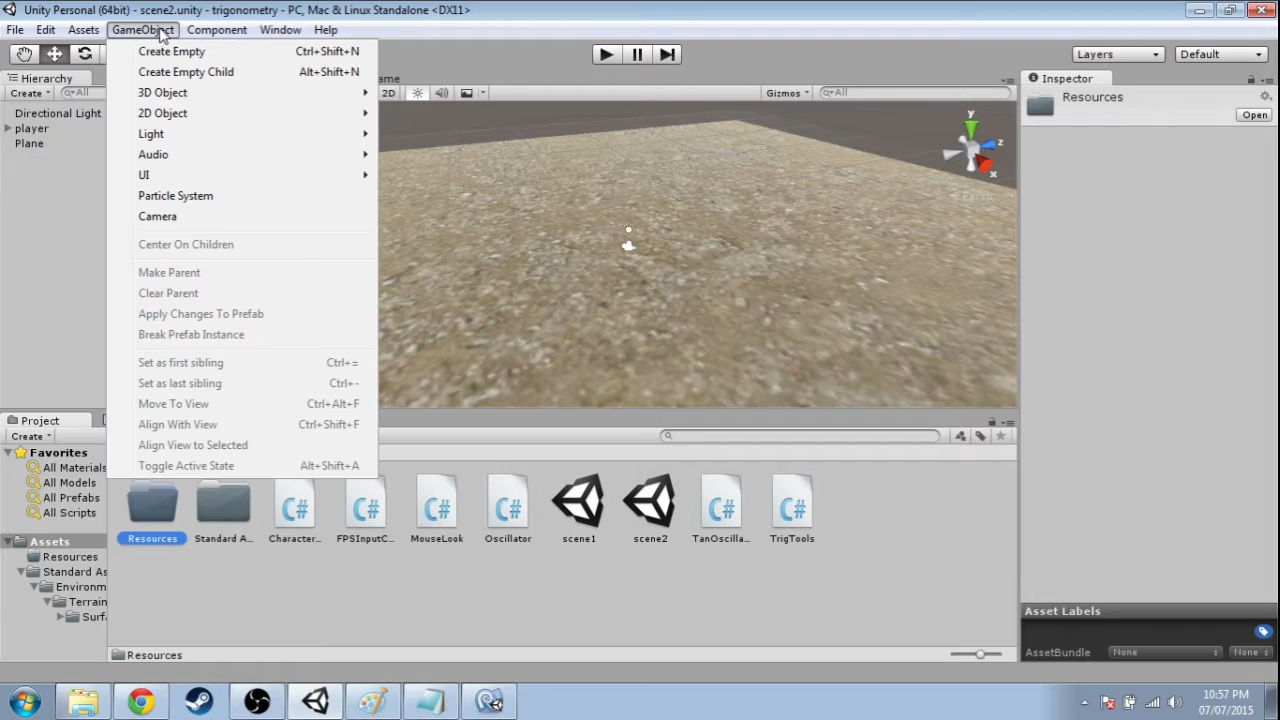 Unity Personal (64bit) - scene2.unity - trigonometry - PC, Mac & Linux Standalone <DX11>
File Edit Assets GameObject Component Window Help
Layers Default
Hierarchy
Create All
Directional Light
player
Plane
Create Empty Ctrl+Shift+N
Create Empty Child Alt+Shift+N
3D Object
2D Object
Light
Audio
UI
Particle System
Camera
Center On Children
Make Parent
Clear Parent
Apply Changes To Prefab
Break Prefab Instance
Set as first sibling Ctrl+=
Set as last sibling Ctrl+-
Move To View Ctrl+Alt+F
Align With View Ctrl+Shift+F
Align View to Selected
Toggle Active State Alt+Shift+A
ame
2D Gizmos All
y
z
x
Persp
Inspector
Resources
Open
Project
Create
Favorites
All Materials
All Models
All Prefabs
All Scripts
Assets
Resources
Standard As
Environm
Terrain
Surfa
C# C# C# C# C# C#
Resources Standard A... Character... FPSInputC... MouseLook Oscillator scene1 scene2 TanOscilla... TrigTools
Resources
Asset Labels
AssetBundle None None
10:57 PM
07/07/2015